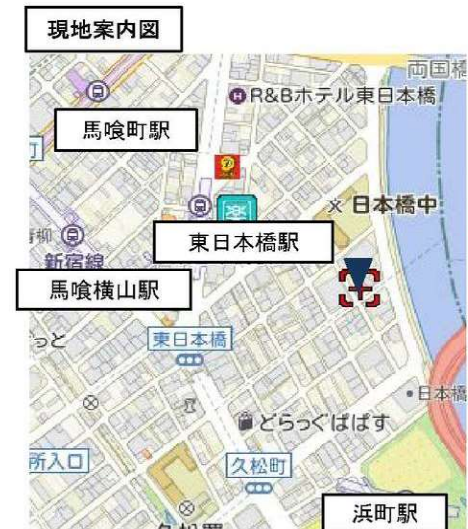 現地案内図
両国橋
R&Bホテル東日本橋
馬喰町駅
日本橋中
東日本橋駅
新宿線
馬喰横山駅
東日本橋
日本橋
どらっぐぱぱす
所入口
久松町
浜町駅